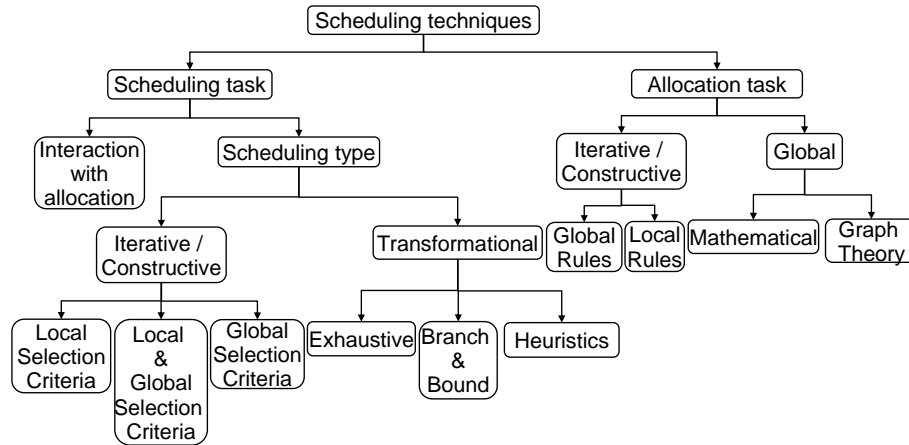 Scheduling techniques
Scheduling task
Allocation task
Interaction
with
allocation
Scheduling type
Iterative /
Constructive
Global
Iterative /
Constructive
Transformational
Global
Rules
Local
Rules
Mathematical
Graph
Theory
Local
Selection
Criteria
Local
&
Global
Selection
Criteria
Global
Selection
Criteria
Exhaustive
Branch
&
Bound
Heuristics